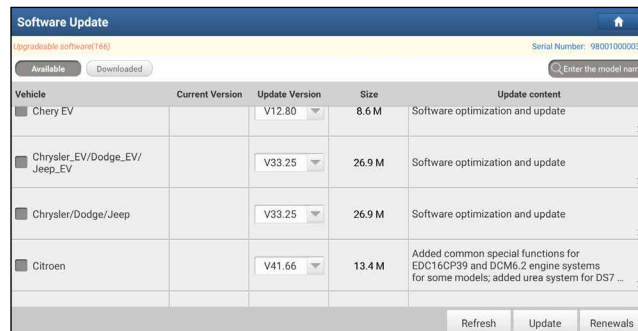 Software Update
Upgradeable software(166)
Serial Number: 9800100003
Available
Downloaded
Enter the model nam
Vehicle Current Version Update Version Size Update content
Chery EV V12.80 8.6 M Software optimization and update
Chrysler_EV/Dodge_EV/
Jeep_EV
V33.25 26.9 M Software optimization and update
Chrysler/Dodge/Jeep V33.25 26.9 M Software optimization and update
Citroen V41.66 13.4 M
Added common special functions for
EDC16CP39 and DCM6.2 engine systems
for some models; added urea system for DS7 ...
Refresh Update Renewals